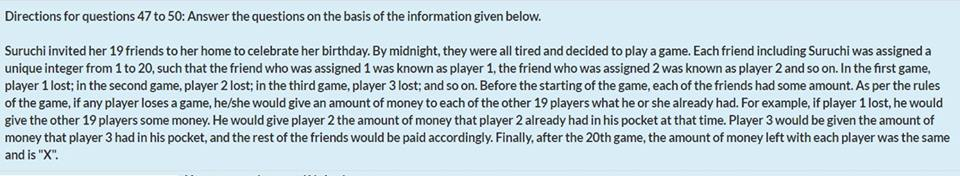 Directions for questions 47 to 50: Answer the questions on the basis of the information given below.
Suruchi invited her 19 friends to her home to celebrate her birthday. By midnight, they were all tired and decided to play a game. Each friend including Suruchi was assigned a
unique integer from 1 to 20, such that the friend who was assigned 1 was known as player 1, the friend who was assigned 2 was known as player 2 and so on. In the first game,
player 1 lost; in the second game, player 2 lost; in the third game, player 3 lost; and so on. Before the starting of the game, each of the friends had some amount. As per the rules
of the game, if any player loses a game, he/she would give an amount of money to each of the other 19 players what he or she already had. For example, if player 1 lost, he would
give the other 19 players some money. He would give player 2 the amount of money that player 2 already had in his pocket at that time. Player 3 would be given the amount of
money that player 3 had in his pocket, and the rest of the friends would be paid accordingly. Finally, after the 20th game, the amount of money left with each player was the same
and is "X".